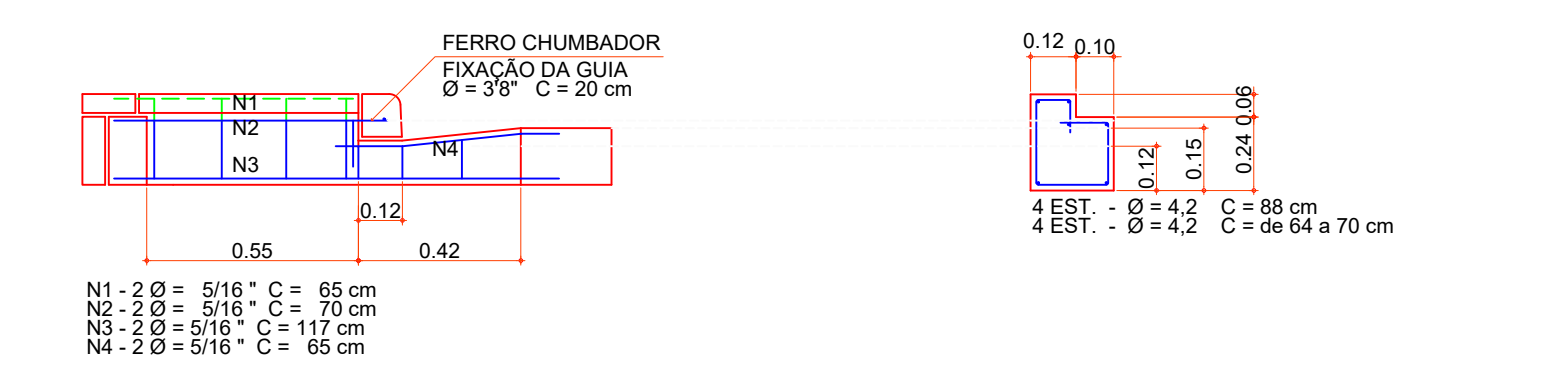 FERRO CHUMBADOR
FIXAÇÃO DA GUIA
Ø = 3'8" C = 20 cm
N1
N2
N3
N4
0.12
0.55
0.42
N1 - 2 Ø = 5/16 " C = 65 cm
N2 - 2 Ø = 5/16 " C = 70 cm
N3 - 2 Ø = 5/16 " C = 117 cm
N4 - 2 Ø = 5/16 " C = 65 cm
0.12
0.10
0.06
0.24
0.15
0.12
4 EST. - Ø = 4,2 C = 88 cm
4 EST. - Ø = 4,2 C = de 64 a 70 cm